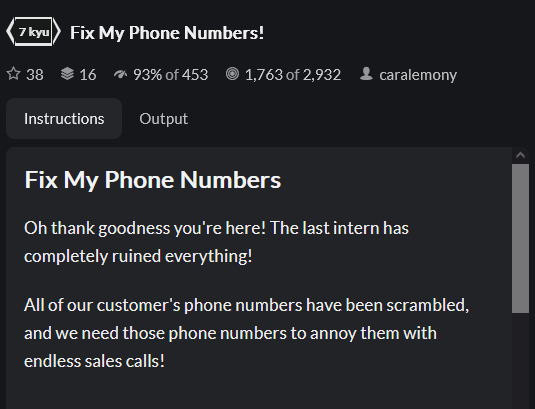 7 kyu Fix My Phone Numbers!
38 16 93% of 453 1,763 of 2,932 caralemony
Instructions Output
Fix My Phone Numbers
Oh thank goodness you're here! The last intern has
completely ruined everything!
All of our customer's phone numbers have been scrambled,
and we need those phone numbers to annoy them with
endless sales calls!